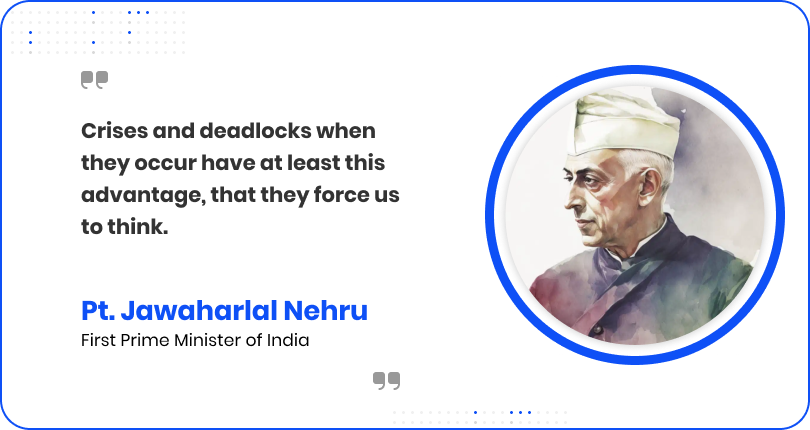 Crises and deadlocks when
they occur have at least this
advantage, that they force us
to think.
Pt. Jawaharlal Nehru
First Prime Minister of India